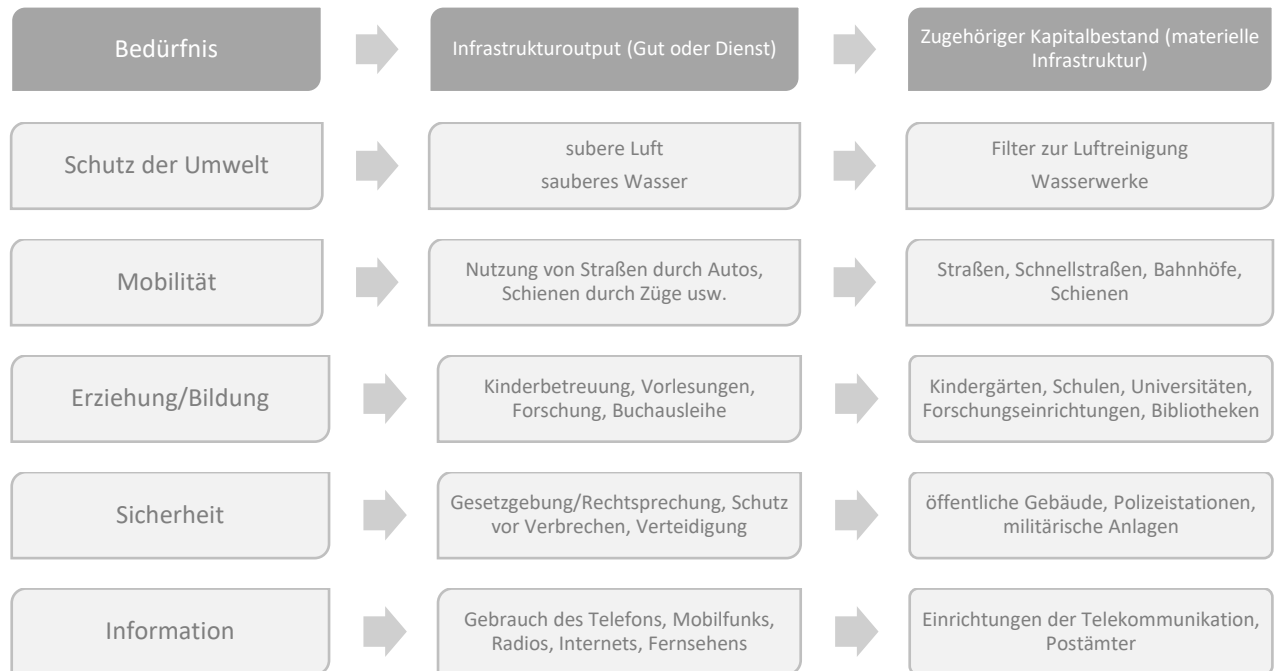 Bedürfnis
Infrastrukturoutput (Gut oder Dienst)
Zugehöriger Kapitalbestand (materielle
Infrastruktur)
Schutz der Umwelt
subere Luft
sauberes Wasser
Filter zur Luftreinigung
Wasserwerke
Mobilität
Nutzung von Straßen durch Autos,
Schienen durch Züge usw.
Straßen, Schnellstraßen, Bahnhöfe,
Schienen
Erziehung/Bildung
Kinderbetreuung, Vorlesungen,
Forschung, Buchausleihe
Kindergärten, Schulen, Universitäten,
Forschungseinrichtungen, Bibliotheken
Sicherheit
Gesetzgebung/Rechtsprechung, Schutz
vor Verbrechen, Verteidigung
öffentliche Gebäude, Polizeistationen,
militärische Anlagen
Information
Gebrauch des Telefons, Mobilfunks,
Radios, Internets, Fernsehens
Einrichtungen der Telekommunikation,
Postämter